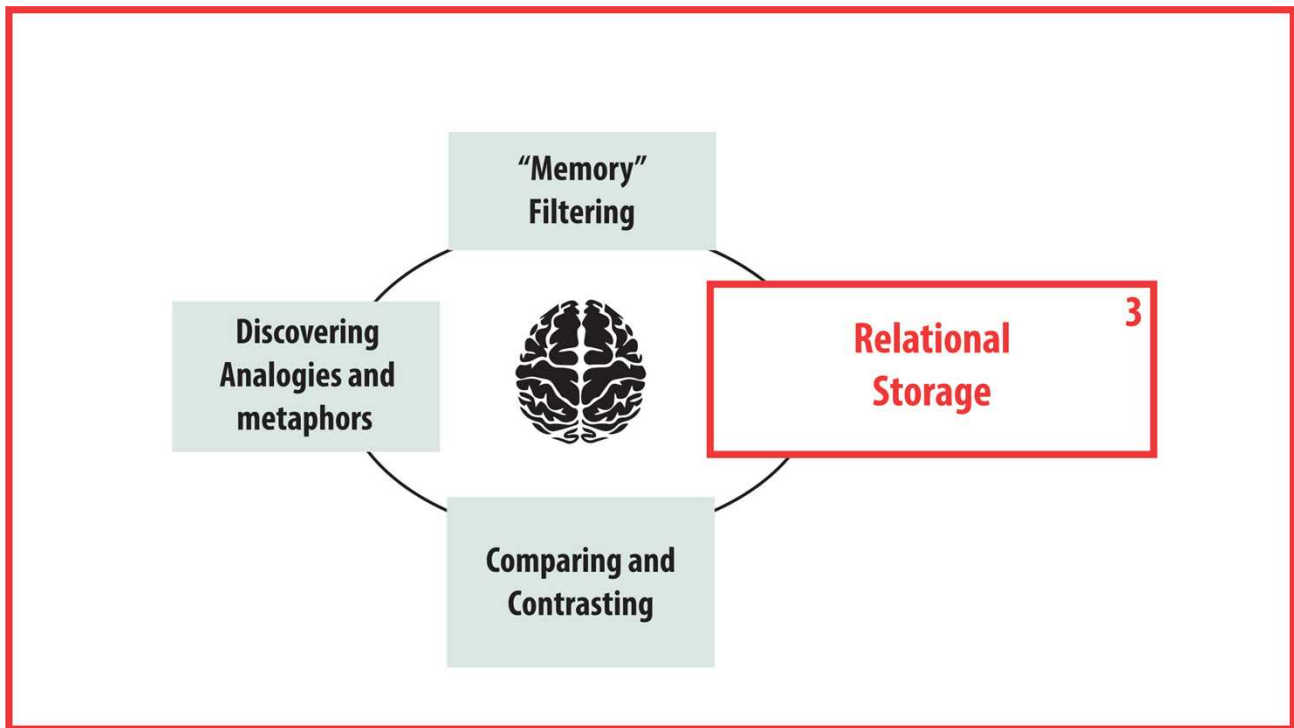 “Memory”
Filtering
Discovering
Analogies and
metaphors
3
Relational
Storage
Comparing and
Contrasting